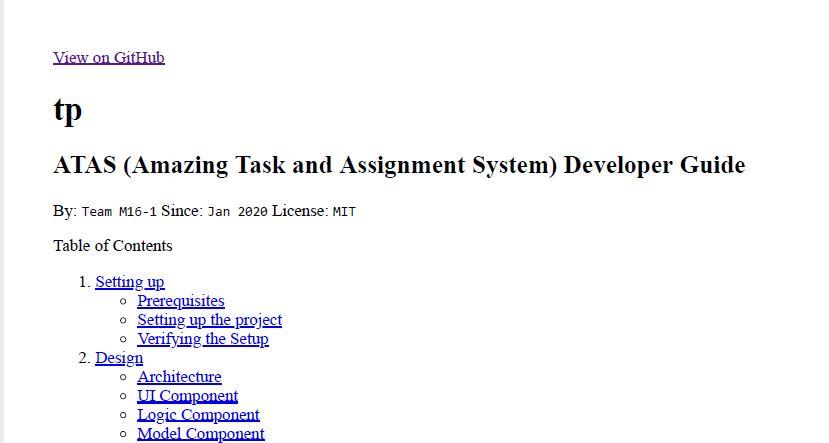 View on GitHub
tp
ATAS (Amazing Task and Assignment System) Developer Guide
By: Team M16-1 Since: Jan 2020 License: MIT
Table of Contents
1. Setting up
Prerequisites
Setting up the project
Verifying the Setup
2. Design
Architecture
UI Component
Logic Component
Model Component